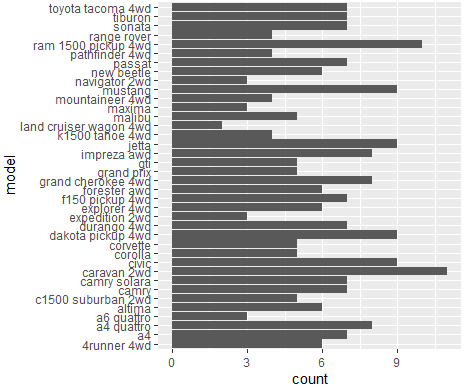 toyota tacoma 4wd
tiburon
sonata
range rover
ram 1500 pickup 4wd
pathfinder 4wd
passat
new beetle
navigator 2wd
mustang
mountaineer 4wd
maxima
malibu
land cruiser wagon 4wd
k1500 tahoe 4wd
jetta
impreza awd
gti
grand prix
grand cherokee 4wd
forester awd
f150 pickup 4wd
explorer 4wd
expedition 2wd
durango 4wd
dakota pickup 4wd
corvette
corolla
civic
caravan 2wd
camry solara
camry
c1500 suburban 2wd
altima
a6 quattro
a4 quattro
a4
4runner 4wd
model
0 3 6 9
count